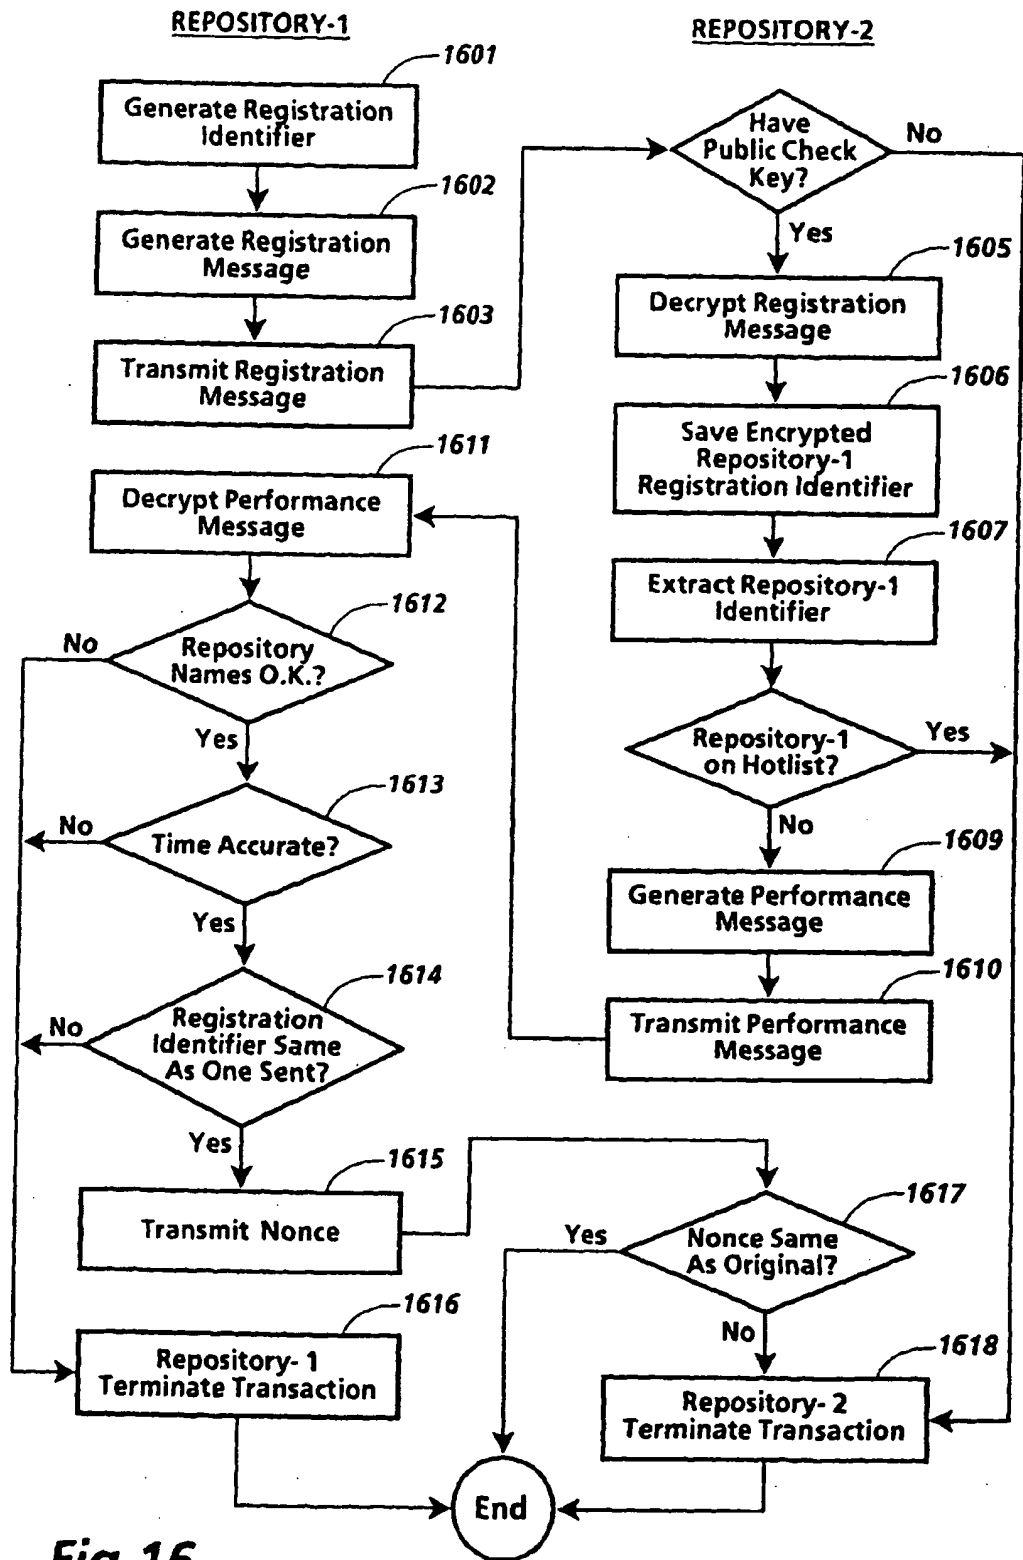 REPOSITORY-1
1601
Generate Registration
Identifier
1602
Generate Registration
Message
1603
Transmit Registration
Message
1611
Decrypt Performance
Message
1612
No
Repository
Names O.K.?
Yes
1613
No
Time Accurate?
Yes
1614
No
Registration
Identifier Same
As One Sent?
Yes
1615
Transmit Nonce
1616
Repository- 1
Terminate Transaction
REPOSITORY-2
Have
Public Check
Key?
No
Yes
1605
Decrypt Registration
Message
1606
Save Encrypted
Repository-1
Registration Identifier
1607
Extract Repository-1
Identifier
Repository-1
on Hotlist?
Yes
No
1609
Generate Performance
Message
1610
Transmit Performance
Message
1617
Yes
Nonce Same
As Original?
No
1618
Repository- 2
Terminate Transaction
End
Fig. 16